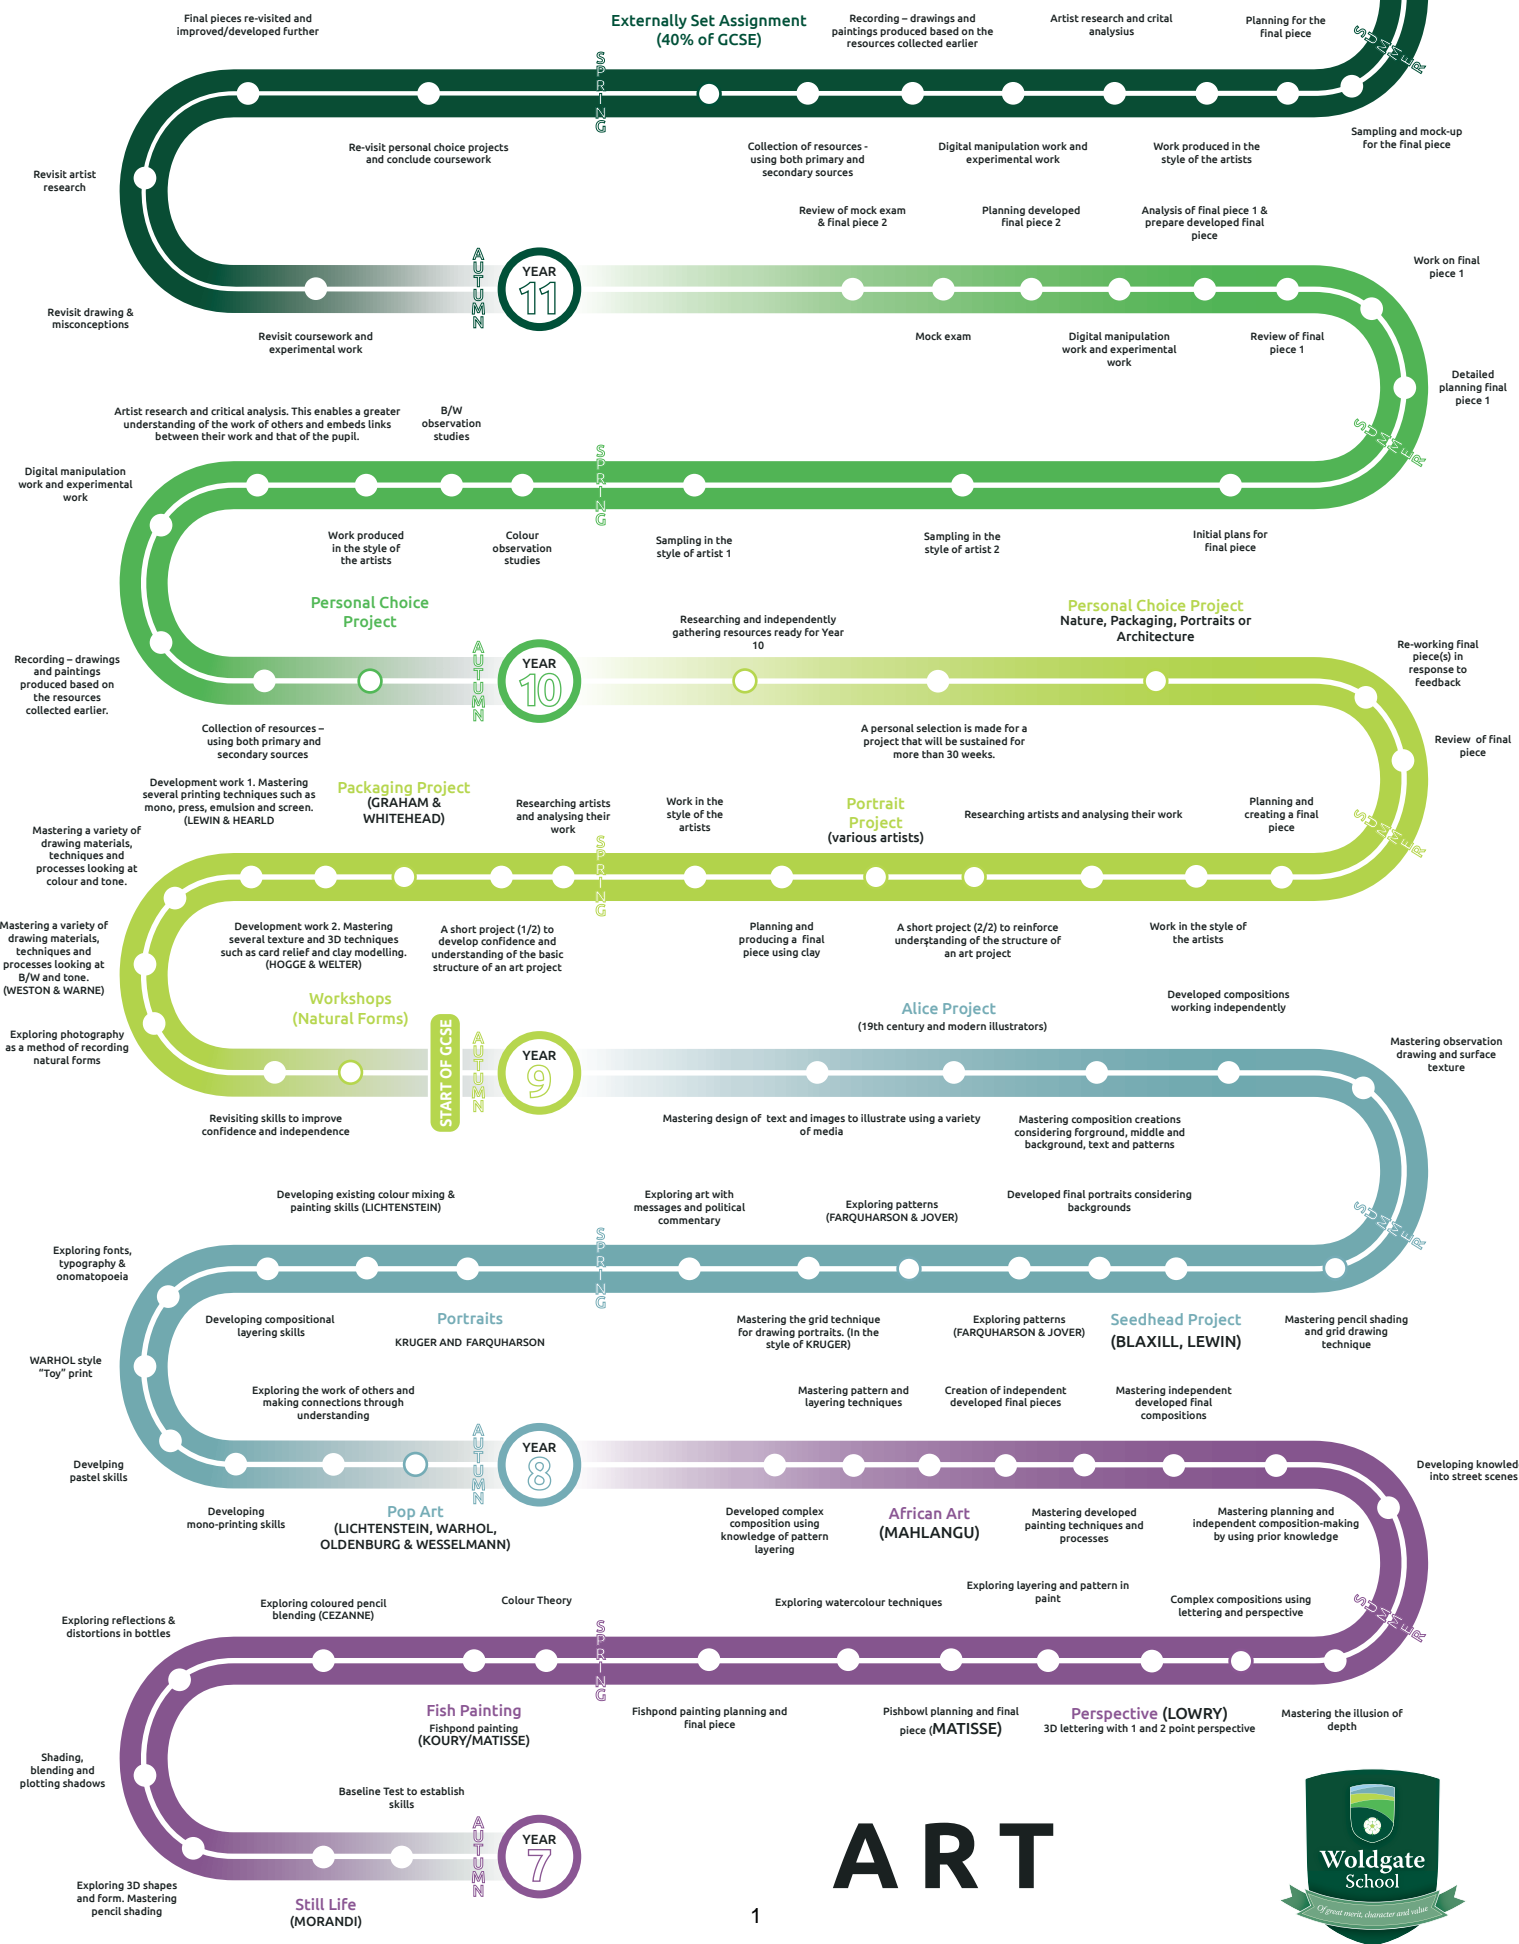 Final pieces re-visited and
improved/developed further
Externally Set Assignment
(40% of GCSE)
Recording – drawings and
paintings produced based on the
resources collected earlier
Artist research and crital
analysius
Planning for the
final piece
SUMMER
SPRING
Re-visit personal choice projects
and conclude coursework
Collection of resources -
using both primary and
secondary sources
Digital manipulation work and
experimental work
Work produced in the
style of the artists
Sampling and mock-up
for the final piece
Revisit artist
research
Review of mock exam
& final piece 2
Planning developed
final piece 2
Analysis of final piece 1 &
prepare developed final
piece
Work on final
piece 1
AUTUMN
YEAR
11
Revisit drawing &
misconceptions
Revisit coursework and
experimental work
Mock exam
Digital manipulation
work and experimental
work
Review of final
piece 1
Detailed
planning final
piece 1
Artist research and critical analysis. This enables a greater
understanding of the work of others and embeds links
between their work and that of the pupil.
B/W
observation
studies
SUMMER
SPRING
Digital manipulation
work and experimental
work
Work produced
in the style of
the artists
Colour
observation
studies
Sampling in the
style of artist 1
Sampling in the
style of artist 2
Initial plans for
final piece
Personal Choice
Project
Researching and independently
gathering resources ready for Year
10
Personal Choice Project
Nature, Packaging, Portraits or
Architecture
Re-working final
piece(s) in
response to
feedback
AUTUMN
YEAR
10
Recording – drawings
and paintings
produced based on
the resources
collected earlier.
Collection of resources –
using both primary and
secondary sources
A personal selection is made for a
project that will be sustained for
more than 30 weeks.
Review of final
piece
Development work 1. Mastering
several printing techniques such as
mono, press, emulsion and screen.
(LEWIN & HEARLD
Packaging Project
(GRAHAM &
WHITEHEAD)
Researching artists
and analysing their
work
Work in the
style of the
artists
Portrait
Project
(various artists)
Researching artists and analysing their work
Planning and
creating a final
piece
SUMMER
SPRING
Mastering a variety of
drawing materials,
techniques and
processes looking at
colour and tone.
Mastering a variety of
drawing materials,
techniques and
processes looking at
B/W and tone.
(WESTON & WARNE)
Development work 2. Mastering
several texture and 3D techniques
such as card relief and clay modelling.
(HOGGE & WELTER)
A short project (1/2) to
develop confidence and
understanding of the basic
structure of an art project
Planning and
producing a final
piece using clay
A short project (2/2) to reinforce
understanding of the structure of
an art project
Work in the style of
the artists
Workshops
(Natural Forms)
Alice Project
(19th century and modern illustrators)
Developed compositions
working independently
Exploring photography
as a method of recording
natural forms
START OF GCSE
AUTUMN
YEAR
9
Mastering observation
drawing and surface
texture
Revisiting skills to improve
confidence and independence
Mastering design of text and images to illustrate using a variety
of media
Mastering composition creations
considering forground, middle and
background, text and patterns
Developing existing colour mixing &
painting skills (LICHTENSTEIN)
Exploring art with
messages and political
commentary
Exploring patterns
(FARQUHARSON & JOVER)
Developed final portraits considering
backgrounds
SUMMER
SPRING
Exploring fonts,
typography &
onomatopoeia
Developing compositional
layering skills
Portraits
KRUGER AND FARQUHARSON
Mastering the grid technique
for drawing portraits. (In the
style of KRUGER)
Exploring patterns
(FARQUHARSON & JOVER)
Seedhead Project
(BLAXILL, LEWIN)
Mastering pencil shading
and grid drawing
technique
WARHOL style
“Toy” print
Exploring the work of others and
making connections through
understanding
Mastering pattern and
layering techniques
Creation of independent
developed final pieces
Mastering independent
developed final
compositions
AUTUMN
YEAR
8
Develping
pastel skills
Developing
mono-printing skills
Pop Art
(LICHTENSTEIN, WARHOL,
OLDENBURG & WESSELMANN)
Developed complex
composition using
knowledge of pattern
layering
African Art
(MAHLANGU)
Mastering developed
painting techniques and
processes
Mastering planning and
independent composition-making
by using prior knowledge
Developing knowled
into street scenes
Exploring reflections &
distortions in bottles
Exploring coloured pencil
blending (CEZANNE)
Colour Theory
Exploring watercolour techniques
Exploring layering and pattern in
paint
Complex compositions using
lettering and perspective
SUMMER
SPRING
Fish Painting
Fishpond painting
(KOURY/MATISSE)
Fishpond painting planning and
final piece
Pishbowl planning and final
piece (MATISSE)
Perspective (LOWRY)
3D lettering with 1 and 2 point perspective
Mastering the illusion of
depth
Shading,
blending and
plotting shadows
Baseline Test to establish
skills
AUTUMN
YEAR
7
Exploring 3D shapes
and form. Mastering
pencil shading
Still Life
(MORANDI)
ART
1
Woldgate
School
Of great merit, character and value